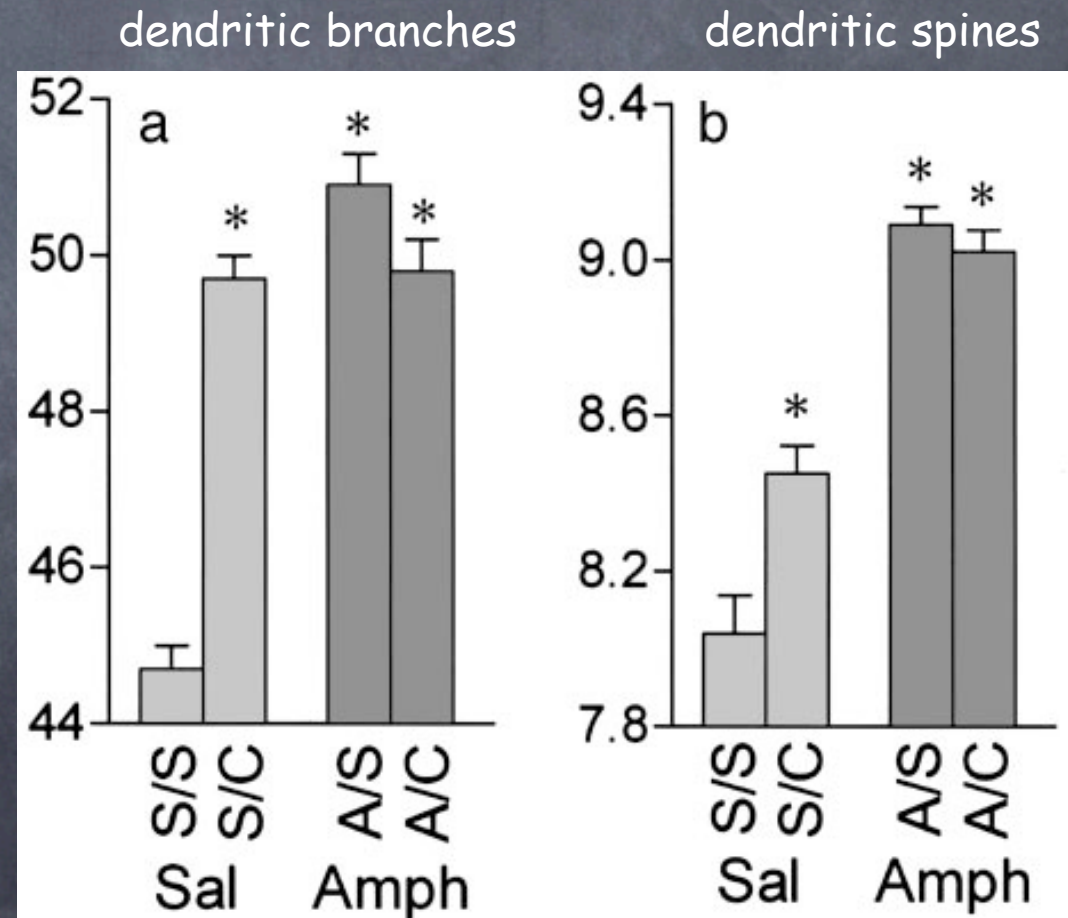 dendritic branches
dendritic spines
a
52
50
48
46
44
*
*
*
S/S
S/C
A/S
A/C
Sal
Amph
b
9.4
9.0
8.6
8.2
7.8
*
*
*
S/S
S/C
A/S
A/C
Sal
Amph